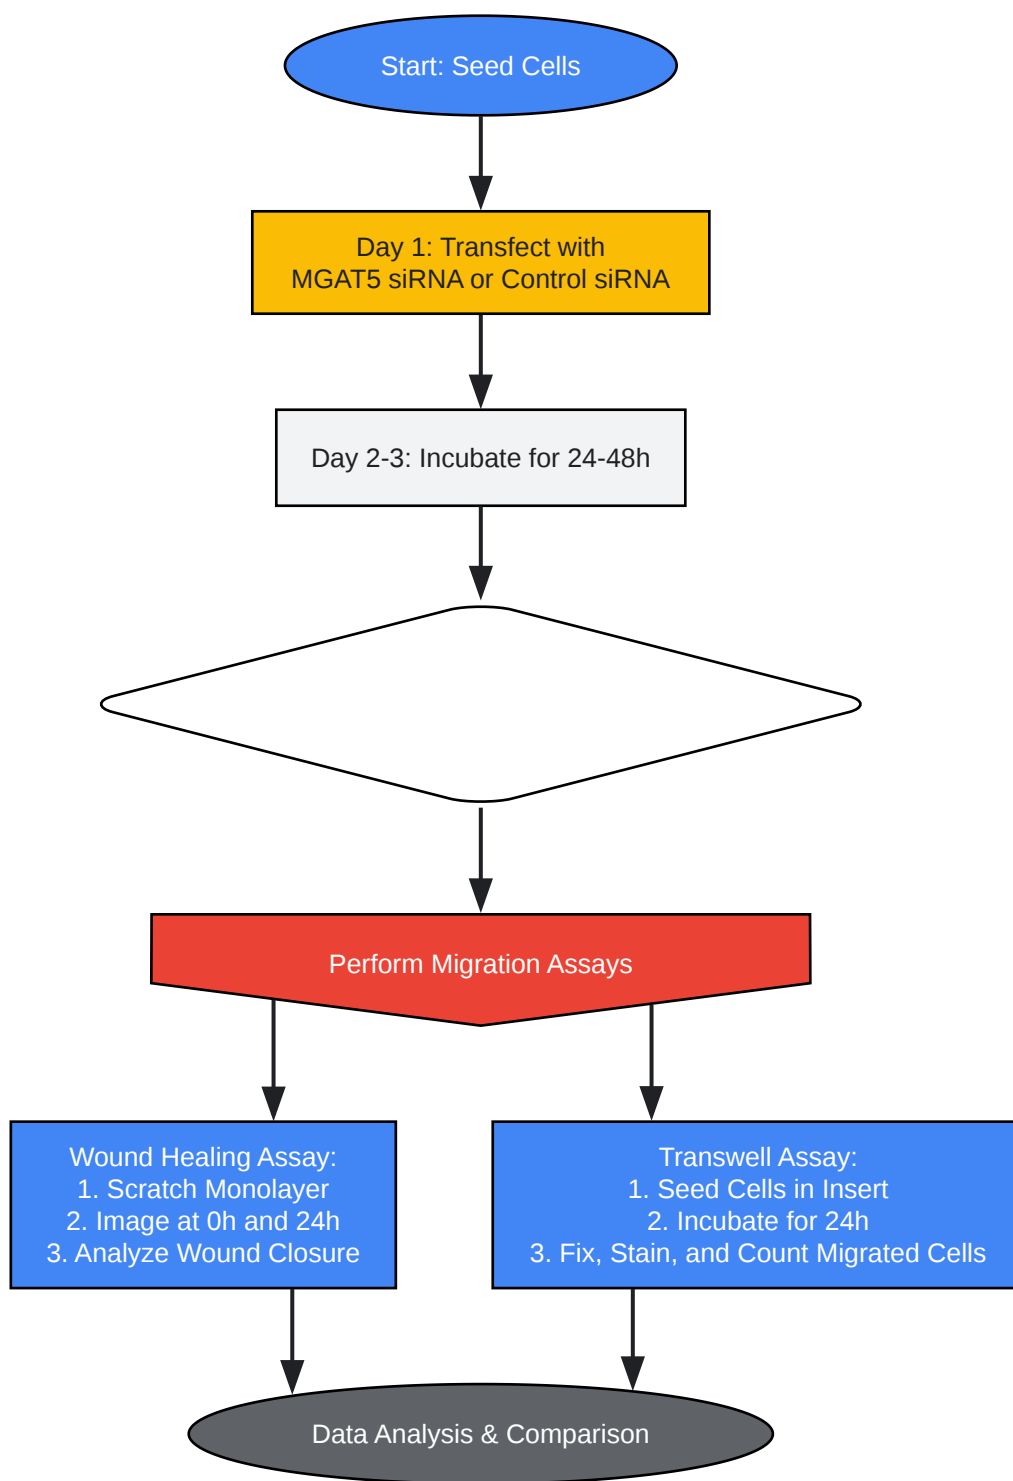 Start: Seed Cells
Day 1: Transfect with
MGAT5 siRNA or Control siRNA
Day 2-3: Incubate for 24-48h
Perform Migration Assays
Wound Healing Assay:
1. Scratch Monolayer
2. Image at 0h and 24h
3. Analyze Wound Closure
Transwell Assay:
1. Seed Cells in Insert
2. Incubate for 24h
3. Fix, Stain, and Count Migrated Cells
Data Analysis & Comparison